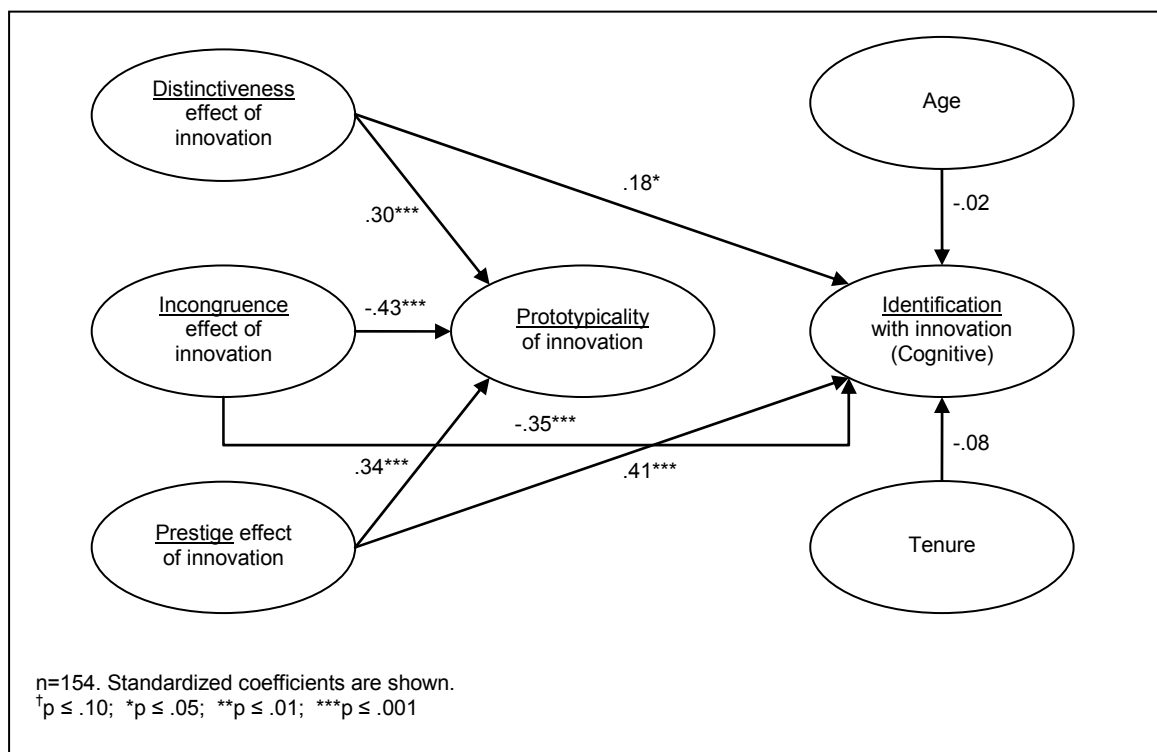 Distinctiveness
effect of
innovation
Age
.18*
-.02
.30***
Incongruence
effect of
innovation
-.43***
Prototypicality
of innovation
Identification
with innovation
(Cognitive)
-.35***
-.08
.34***
.41***
Prestige effect
of innovation
Tenure
n=154. Standardized coefficients are shown.
†p ≤ .10; *p ≤ .05; **p ≤ .01; ***p ≤ .001